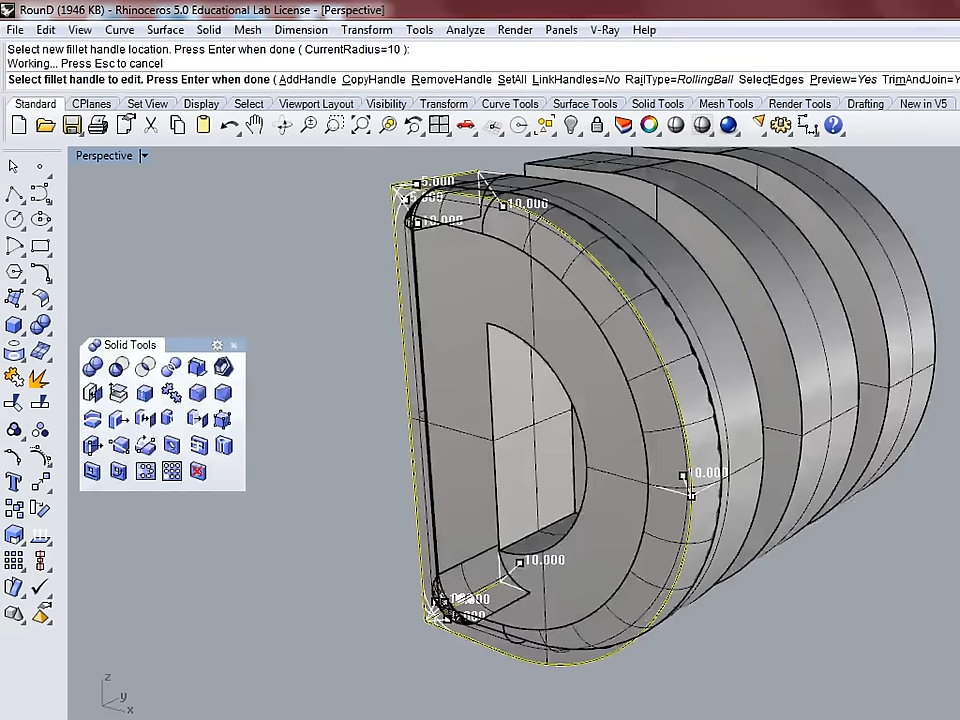 RounD (1946 KB) - Rhinoceros 5.0 Educational Lab License - [Perspective]
File Edit View Curve Surface Solid Mesh Dimension Transform Tools Analyze Render Panels V-Ray Help
Select new fillet handle location. Press Enter when done ( CurrentRadius=10 ):
Working... Press Esc to cancel
Select fillet handle to edit. Press Enter when done ( AddHandle CopyHandle RemoveHandle SetAll LinkHandles=No RailType=RollingBall SelectEdges Preview=Yes TrimAndJoin=Y
Standard CPlanes Set View Display Select Viewport Layout Visibility Transform Curve Tools Surface Tools Solid Tools Mesh Tools Render Tools Drafting New in V5
Perspective
5.000
10.000
10.000
Solid Tools
10.000
10.000
z
y
x